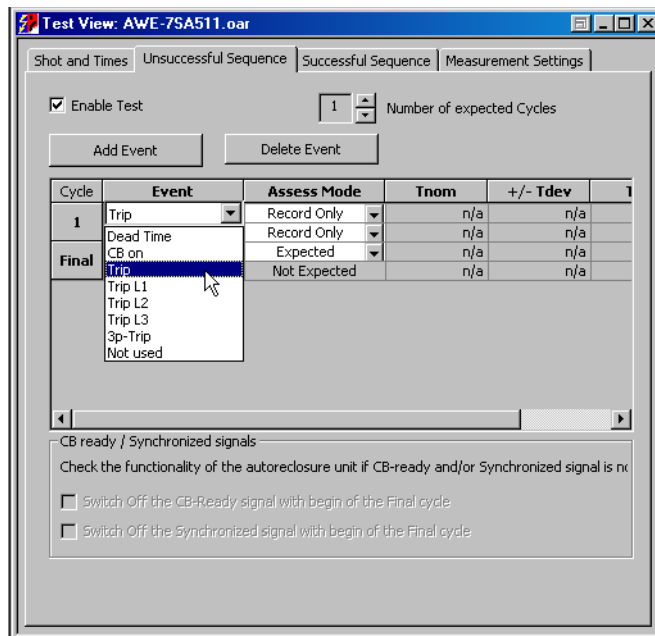 Test View: AWE-7SA511.oar
Shot and Times Unsuccessful Sequence Successful Sequence Measurement Settings
Enable Test 1 Number of expected Cycles
Add Event Delete Event
Cycle Event Assess Mode Tnom +/- Tdev
1 Trip Record Only n/a n/a
Dead Time Record Only n/a n/a
Final CB on Expected n/a n/a
Trip Not Expected n/a n/a
Trip L1
Trip L2
Trip L3
3p-Trip
Not used
CB ready / Synchronized signals
Check the functionality of the autoreclosure unit if CB-ready and/or Synchronized signal is
Switch Off the CB-Ready signal with begin of the Final cycle
Switch Off the Synchronized signal with begin of the Final cycle